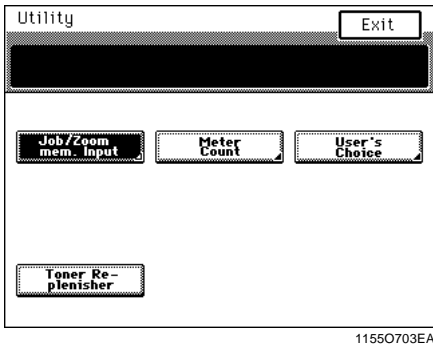 Utility
Exit
Job/Zoom
mem. Input
Meter
Count
User's
Choice
Toner Re-
plenisher
1155O703EA